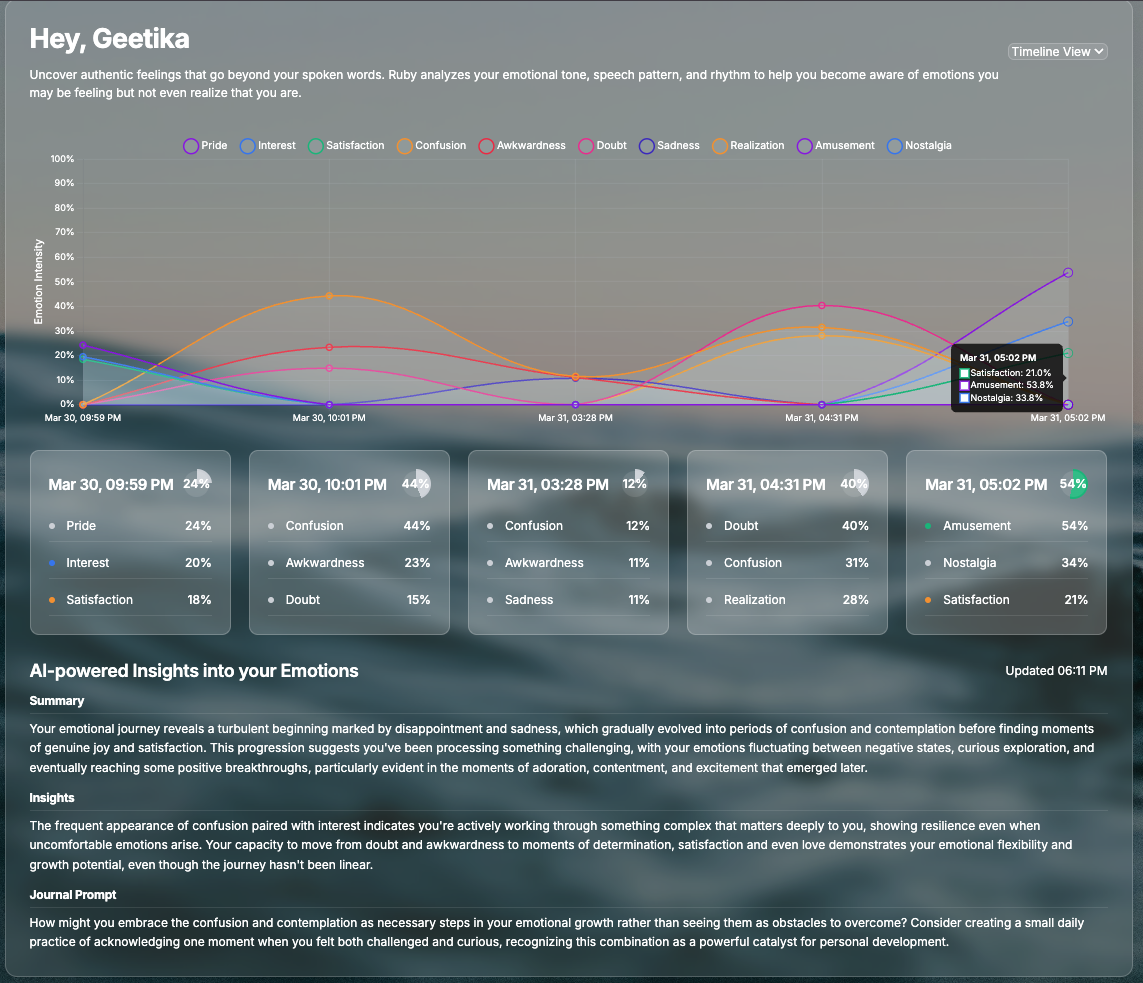 Hey, Geetika
Timeline View
Uncover authentic feelings that go beyond your spoken words. Ruby analyzes your emotional tone, speech pattern, and rhythm to help you become aware of emotions you
may be feeling but not even realize that you are.
Pride Interest Satisfaction Confusion Awkwardness Doubt Sadness Realization Amusement Nostalgia
Emotion Intensity
100%
90%
80%
70%
60%
50%
40%
30%
20%
10%
0%
Mar 31, 05:02 PM
Satisfaction: 21.0%
Amusement: 53.8%
Nostalgia: 33.8%
Mar 30, 09:59 PM Mar 30, 10:01 PM Mar 31, 03:28 PM Mar 31, 04:31 PM Mar 31, 05:02 PM
Mar 30, 09:59 PM 24%
Pride 24%
Interest 20%
Satisfaction 18%
Mar 30, 10:01 PM 44%
Confusion 44%
Awkwardness 23%
Doubt 15%
Mar 31, 03:28 PM 12%
Confusion 12%
Awkwardness 11%
Sadness 11%
Mar 31, 04:31 PM 40%
Doubt 40%
Confusion 31%
Realization 28%
Mar 31, 05:02 PM 54%
Amusement 54%
Nostalgia 34%
Satisfaction 21%
AI-powered Insights into your Emotions
Updated 06:11 PM
Summary
Your emotional journey reveals a turbulent beginning marked by disappointment and sadness, which gradually evolved into periods of confusion and contemplation before finding moments
of genuine joy and satisfaction. This progression suggests you've been processing something challenging, with your emotions fluctuating between negative states, curious exploration, and
eventually reaching some positive breakthroughs, particularly evident in the moments of adoration, contentment, and excitement that emerged later.
Insights
The frequent appearance of confusion paired with interest indicates you're actively working through something complex that matters deeply to you, showing resilience even when
uncomfortable emotions arise. Your capacity to move from doubt and awkwardness to moments of determination, satisfaction and even love demonstrates your emotional flexibility and
growth potential, even though the journey hasn't been linear.
Journal Prompt
How might you embrace the confusion and contemplation as necessary steps in your emotional growth rather than seeing them as obstacles to overcome? Consider creating a small daily
practice of acknowledging one moment when you felt both challenged and curious, recognizing this combination as a powerful catalyst for personal development.